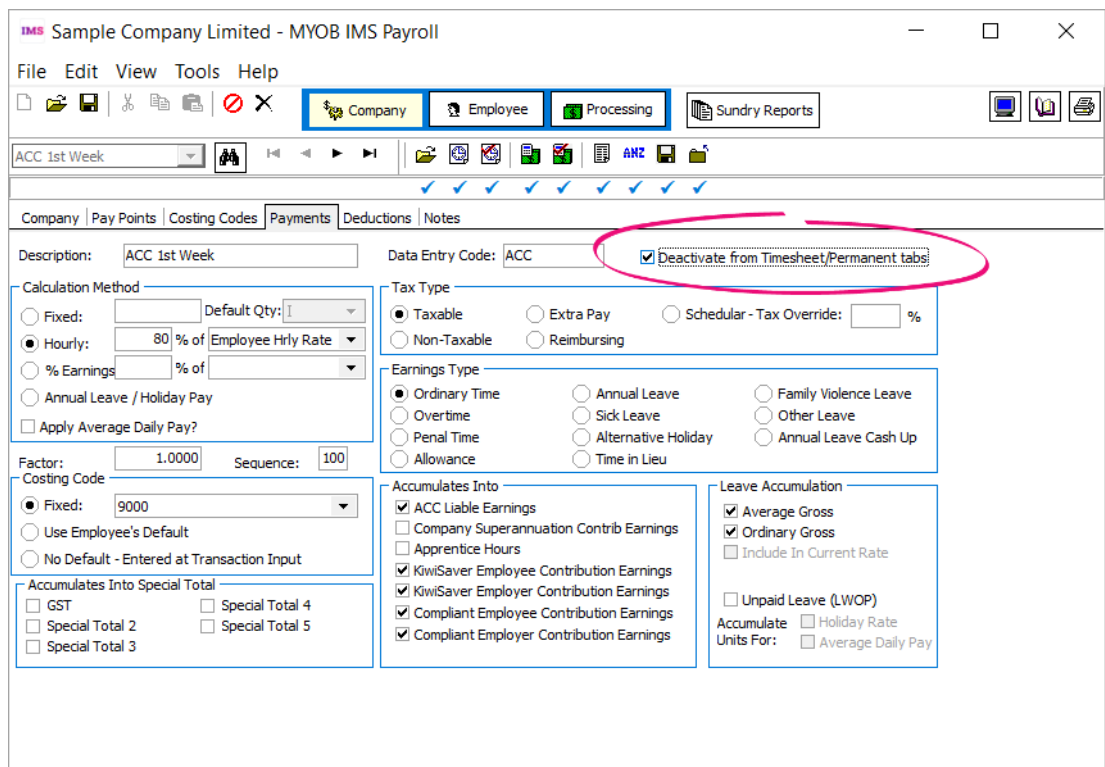 IMS Sample Company Limited - MYOB IMS Payroll
File Edit View Tools Help
Company Employee Processing Sundry Reports
ACC 1st Week
ANZ
Company Pay Points Costing Codes Payments Deductions Notes
Description: ACC 1st Week Data Entry Code: ACC Deactivate from Timesheet/Permanent tabs
Calculation Method
Fixed: Default Qty:
Hourly: 80 % of Employee Hrly Rate
% Earnings % of
Annual Leave / Holiday Pay
Apply Average Daily Pay?
Factor: 1.0000 Sequence: 100
Costing Code
Fixed: 9000
Use Employee's Default
No Default - Entered at Transaction Input
Accumulates Into Special Total
GST Special Total 4
Special Total 2 Special Total 5
Special Total 3
Tax Type
Taxable Extra Pay Schedular - Tax Override: %
Non-Taxable Reimbursing
Earnings Type
Ordinary Time Annual Leave Family Violence Leave
Overtime Sick Leave Other Leave
Penal Time Alternative Holiday Annual Leave Cash Up
Allowance Time in Lieu
Accumulates Into
ACC Liable Earnings
Company Superannuation Contrib Earnings
Apprentice Hours
KiwiSaver Employee Contribution Earnings
KiwiSaver Employer Contribution Earnings
Compliant Employee Contribution Earnings
Compliant Employer Contribution Earnings
Leave Accumulation
Average Gross
Ordinary Gross
Include In Current Rate
Unpaid Leave (LWOP)
Accumulate Holiday Rate
Units For: Average Daily Pay